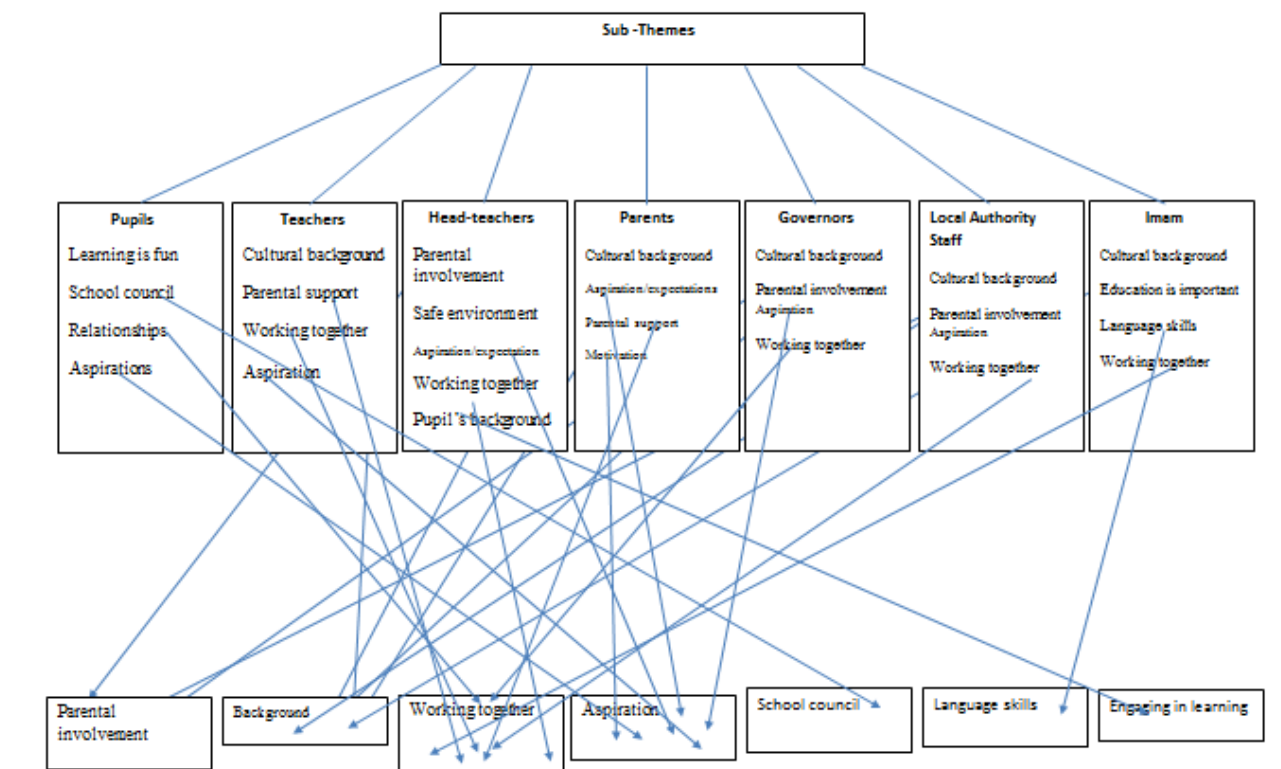 Sub -Themes
Pupils
Learning is fun
School council
Relationships
Aspirations
Teachers
Cultural background
Parental support
Working together
Aspiration
Head-teachers
Parental
involvement
Safe environment
Aspiration/expectation
Working together
Pupil's background
Parents
Cultural background
Aspiration/expectations
Parental support
Motivation
Governors
Cultural background
Parental involvement
Aspiration
Working together
Local Authority
Staff
Cultural background
Parental involvement
Aspiration
Working together
Imam
Cultural background
Education is important
Language skills
Working together
Parental
involvement
Background
Working together
Aspiration
School council
Language skills
Engaging in learning